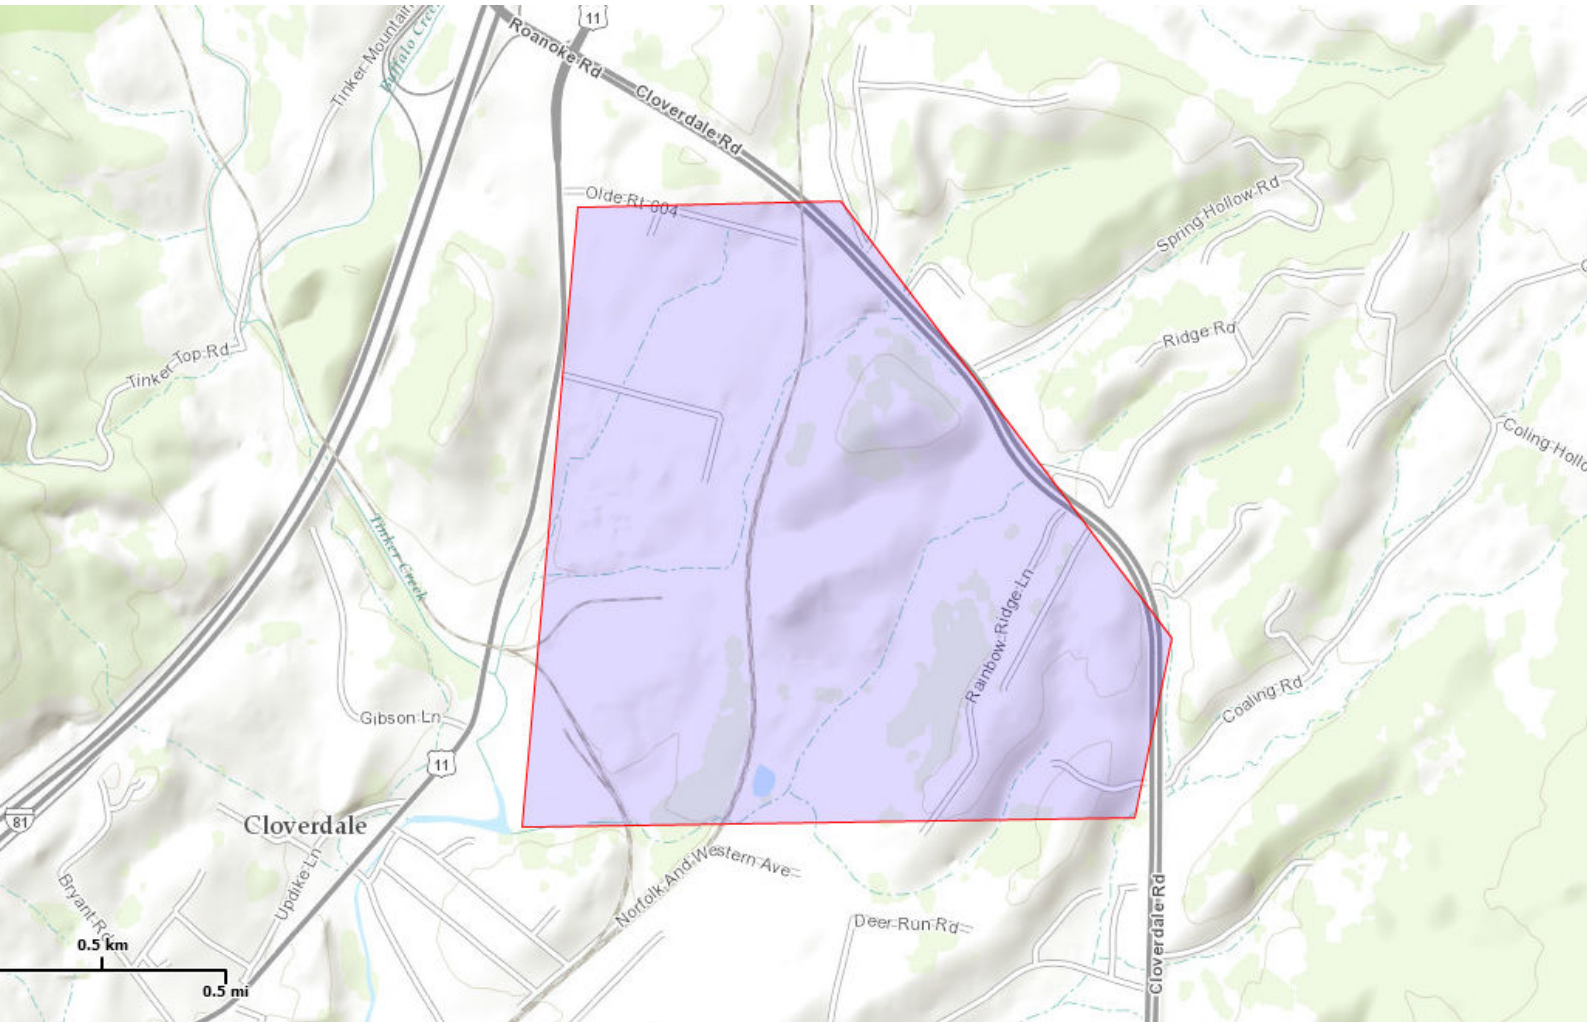 11
Roanoke Rd
Tinker Mountain
Buffalo Creek
Cloverdale Rd
Olde Rt 604
Spring Hollow Rd
Ridge Rd
Tinker Top Rd
Coling Hollo
Tinker Creek
Rainbow Ridge Ln
Coaling Rd
Gibson Ln
11
81
Cloverdale
Updike Ln
Bryant Rd
Norfolk And Western Ave
Deer Run Rd
Cloverdale Rd
0.5 km
0.5 mi